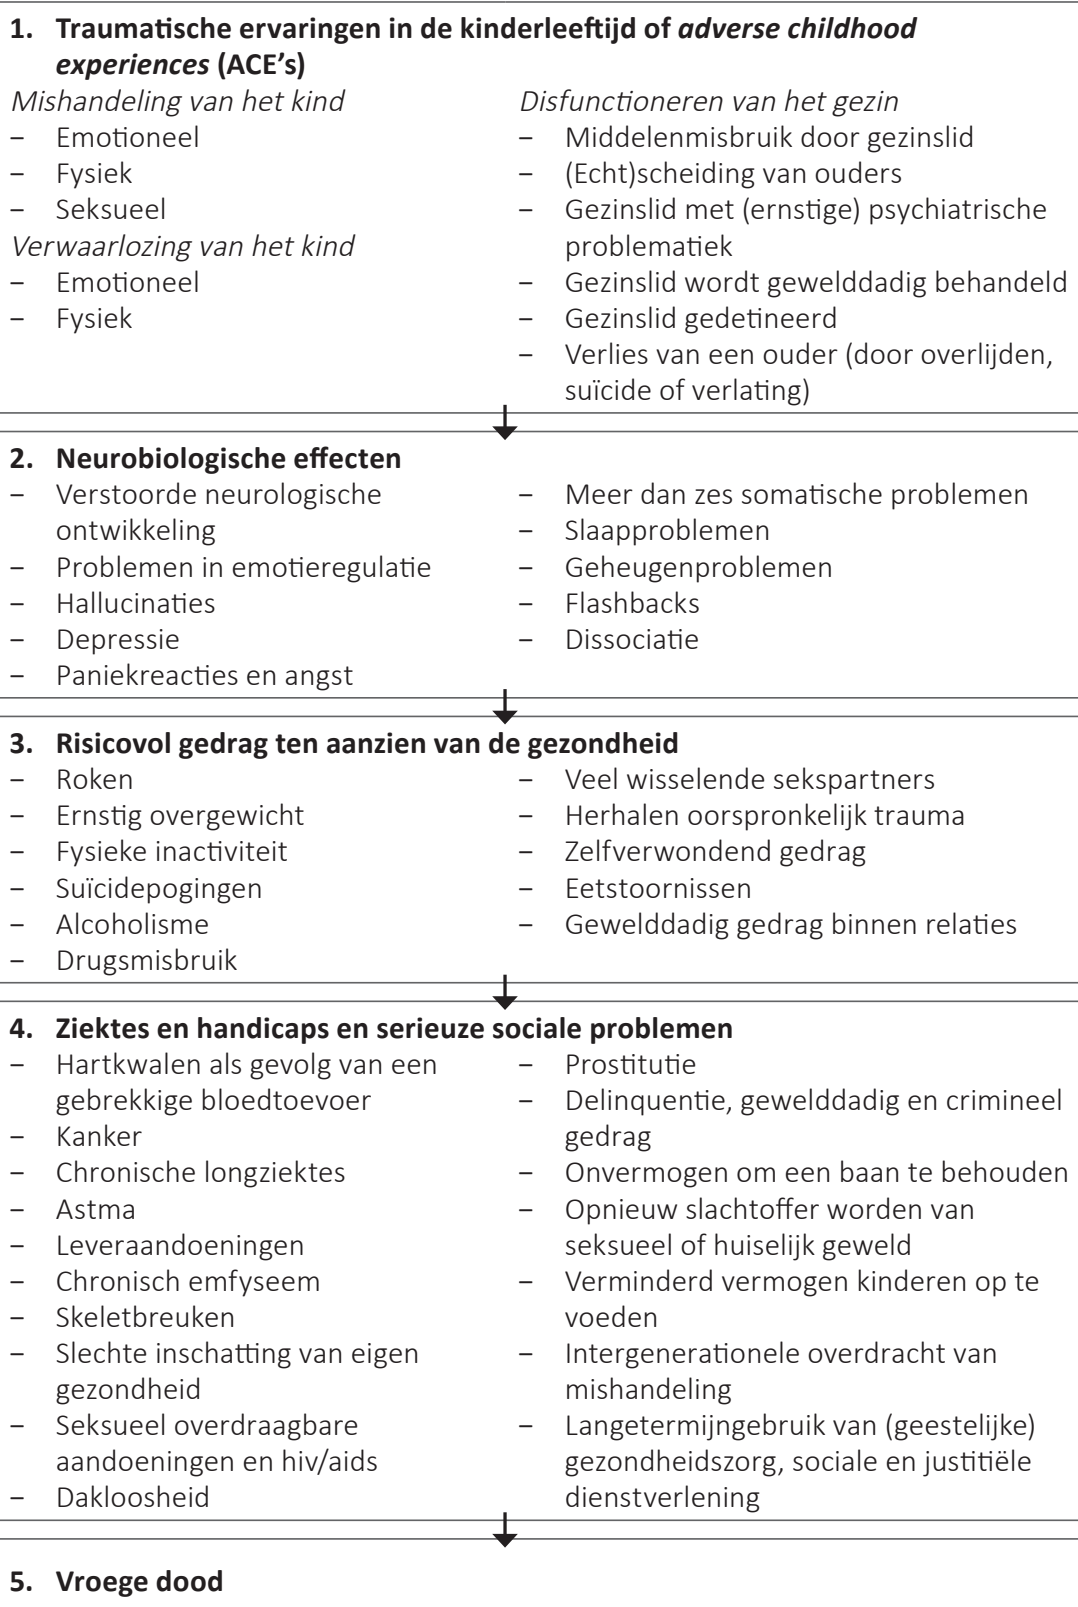 1. Traumatische ervaringen in de kinderleeftijd of adverse childhood
experiences (ACE's)
Mishandeling van het kind
– Emotioneel
– Fysiek
– Seksueel
Verwaarlozing van het kind
– Emotioneel
– Fysiek
Disfunctioneren van het gezin
– Middelenmisbruik door gezinslid
– (Echt)scheiding van ouders
– Gezinslid met (ernstige) psychiatrische
problematiek
– Gezinslid wordt gewelddadig behandeld
– Gezinslid gedetineerd
– Verlies van een ouder (door overlijden,
suïcide of verlating)
2. Neurobiologische effecten
– Verstoorde neurologische
ontwikkeling
– Problemen in emotieregulatie
– Hallucinaties
– Depressie
– Paniekreacties en angst
– Meer dan zes somatische problemen
– Slaapproblemen
– Geheugenproblemen
– Flashbacks
– Dissociatie
3. Risicovol gedrag ten aanzien van de gezondheid
– Roken
– Ernstig overgewicht
– Fysieke inactiviteit
– Suïcidepogingen
– Alcoholisme
– Drugsmisbruik
– Veel wisselende sekspartners
– Herhalen oorspronkelijk trauma
– Zelfverwondend gedrag
– Eetstoornissen
– Gewelddadig gedrag binnen relaties
4. Ziektes en handicaps en serieuze sociale problemen
– Hartkwalen als gevolg van een
gebrekkige bloedtoevoer
– Kanker
– Chronische longziektes
– Astma
– Leveraandoeningen
– Chronisch emfyseem
– Skeletbreuken
– Slechte inschatting van eigen
gezondheid
– Seksueel overdraagbare
aandoeningen en hiv/aids
– Dakloosheid
– Prostitutie
– Delinquentie, gewelddadig en crimineel
gedrag
– Onvermogen om een baan te behouden
– Opnieuw slachtoffer worden van
seksueel of huiselijk geweld
– Verminderd vermogen kinderen op te
voeden
– Intergenerationele overdracht van
mishandeling
– Langetermijngebruik van (geestelijke)
gezondheidszorg, sociale en justitiële
dienstverlening
5. Vroege dood